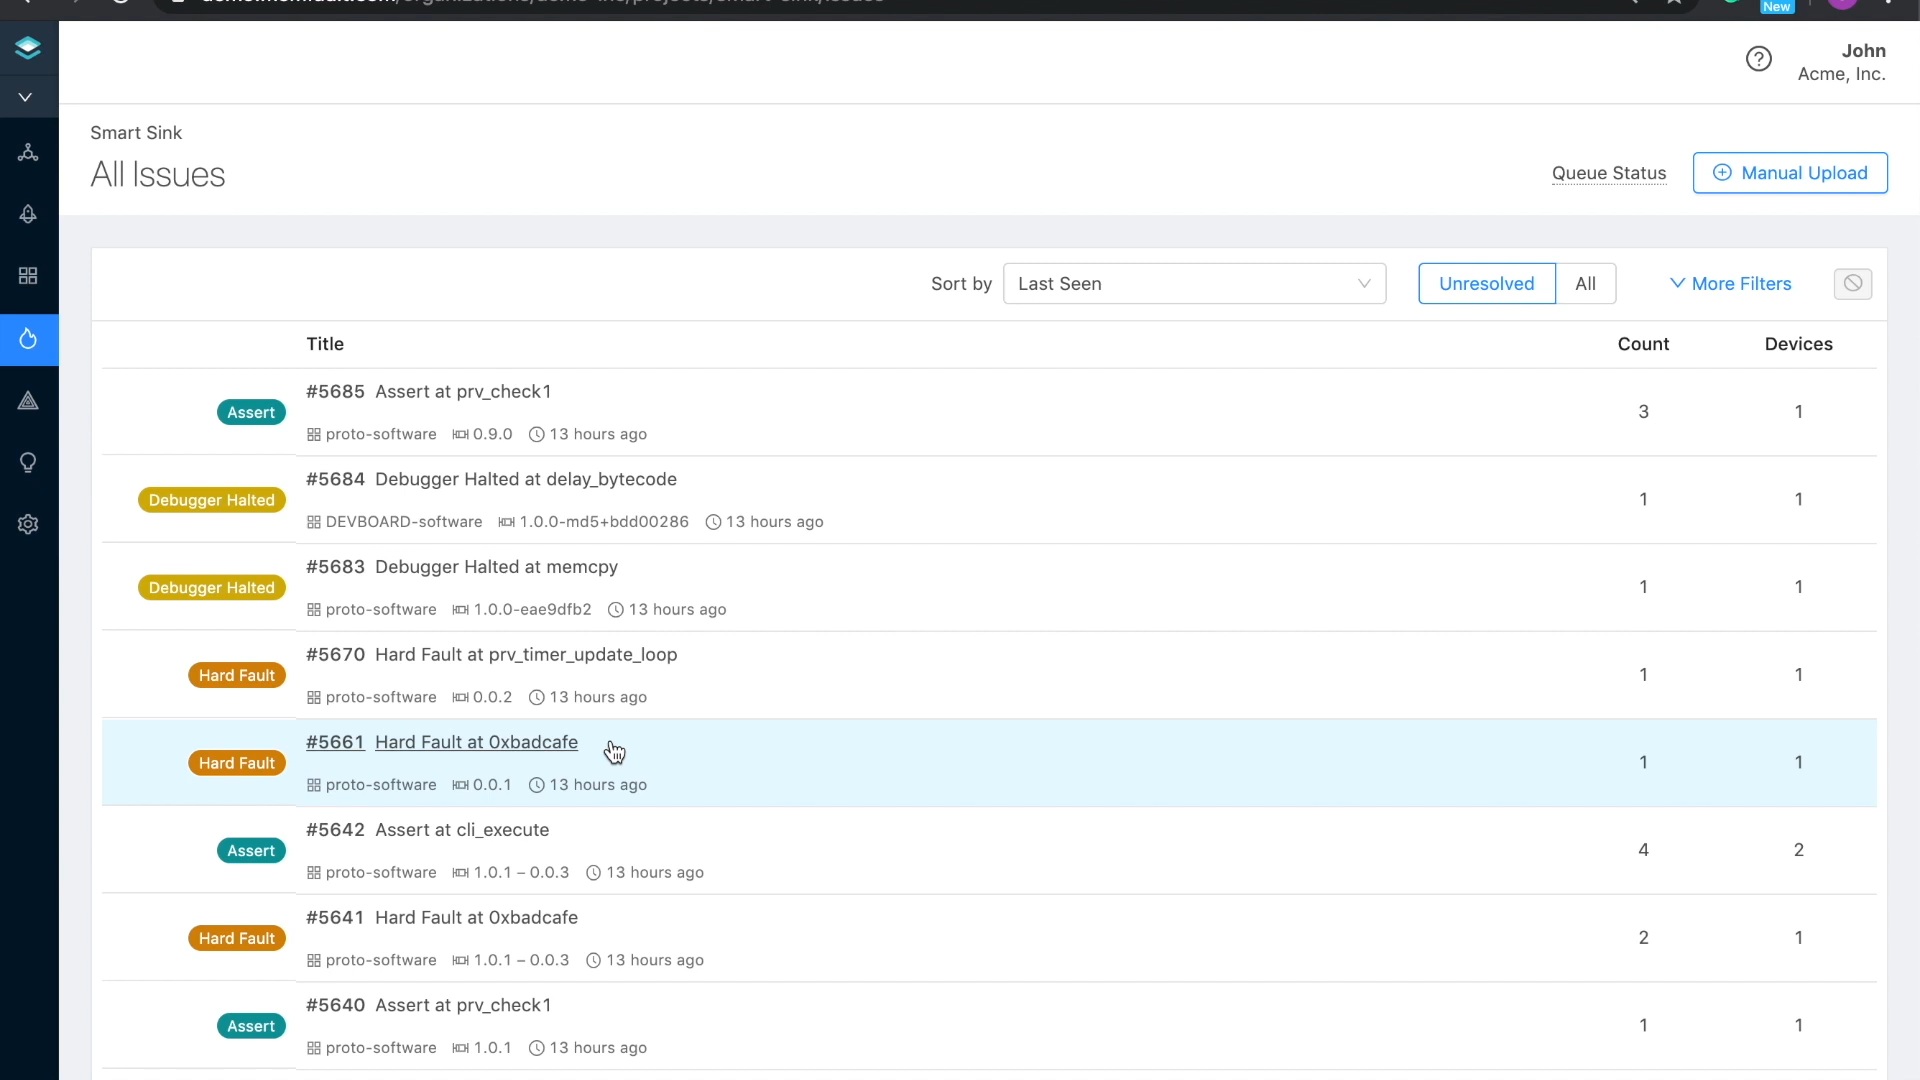 New
John
Acme, Inc.
Smart Sink
All Issues
Queue Status
Manual Upload
Sort by Last Seen Unresolved All More Filters
Title Count Devices
#5685 Assert at prv_check1
Assert 3 1
proto-software 0.9.0 13 hours ago
#5684 Debugger Halted at delay_bytecode
Debugger Halted 1 1
DEVBOARD-software 1.0.0-md5+bdd00286 13 hours ago
#5683 Debugger Halted at memcpy
Debugger Halted 1 1
proto-software 1.0.0-eae9dfb2 13 hours ago
#5670 Hard Fault at prv_timer_update_loop
Hard Fault 1 1
proto-software 0.0.2 13 hours ago
#5661 Hard Fault at 0xbadcafe
Hard Fault 1 1
proto-software 0.0.1 13 hours ago
#5642 Assert at cli_execute
Assert 4 2
proto-software 1.0.1 – 0.0.3 13 hours ago
#5641 Hard Fault at 0xbadcafe
Hard Fault 2 1
proto-software 1.0.1 – 0.0.3 13 hours ago
#5640 Assert at prv_check1
Assert 1 1
proto-software 1.0.1 13 hours ago